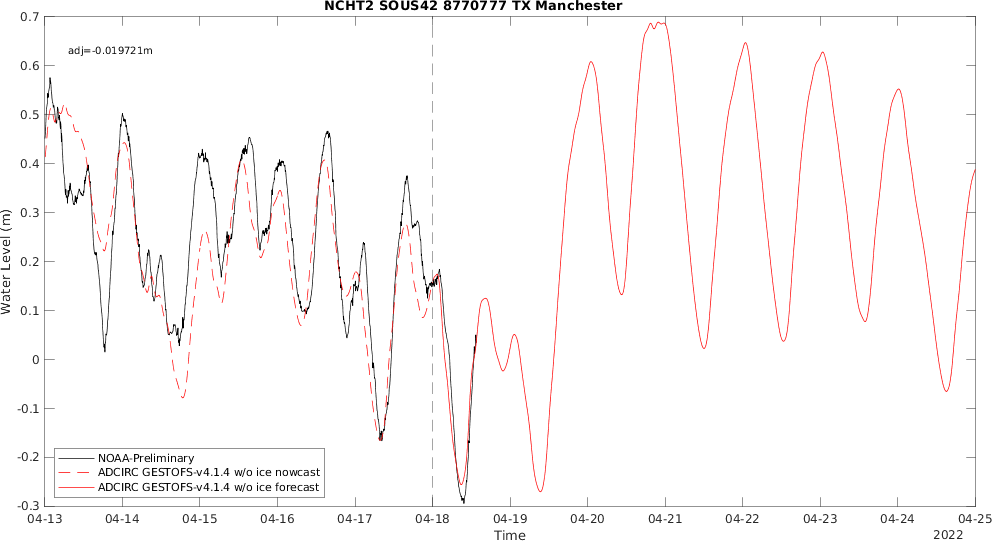 NCHT2 SOUS42 8770777 TX Manchester
adj=-0.019721m
Water Level (m)
0.7
0.6
0.5
0.4
0.3
0.2
0.1
0
-0.1
-0.2
-0.3
NOAA-Preliminary
ADCIRC GESTOFS-v4.1.4 w/o ice nowcast
ADCIRC GESTOFS-v4.1.4 w/o ice forecast
04-13 04-14 04-15 04-16 04-17 04-18 04-19 04-20 04-21 04-22 04-23 04-24 04-25
Time
2022